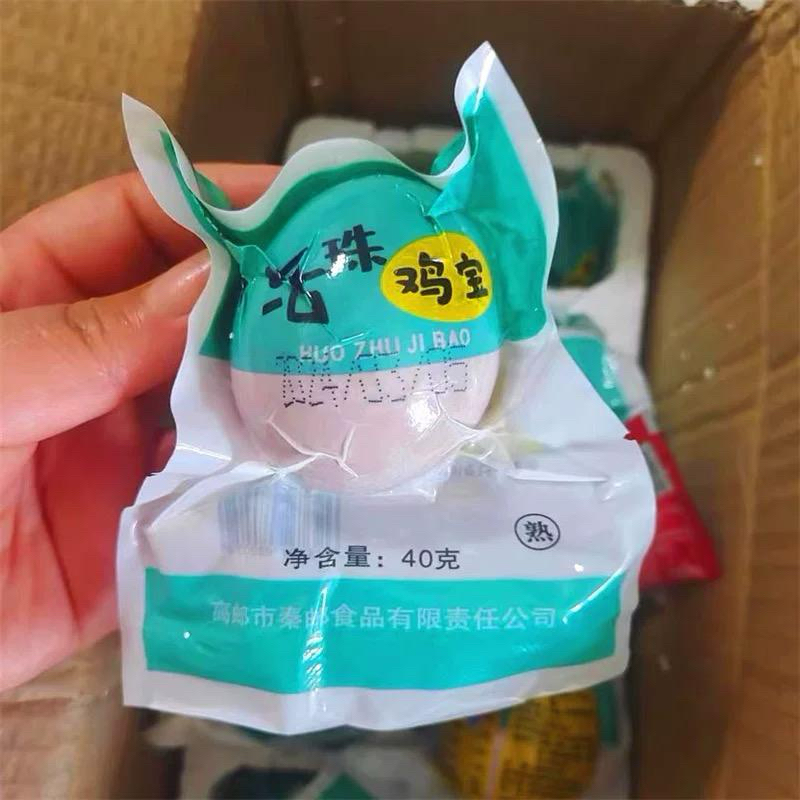 活珠
鸡宝
HUO ZHU JI BAO
熟
净含量：40克
高邮市秦邮食品有限责任公司